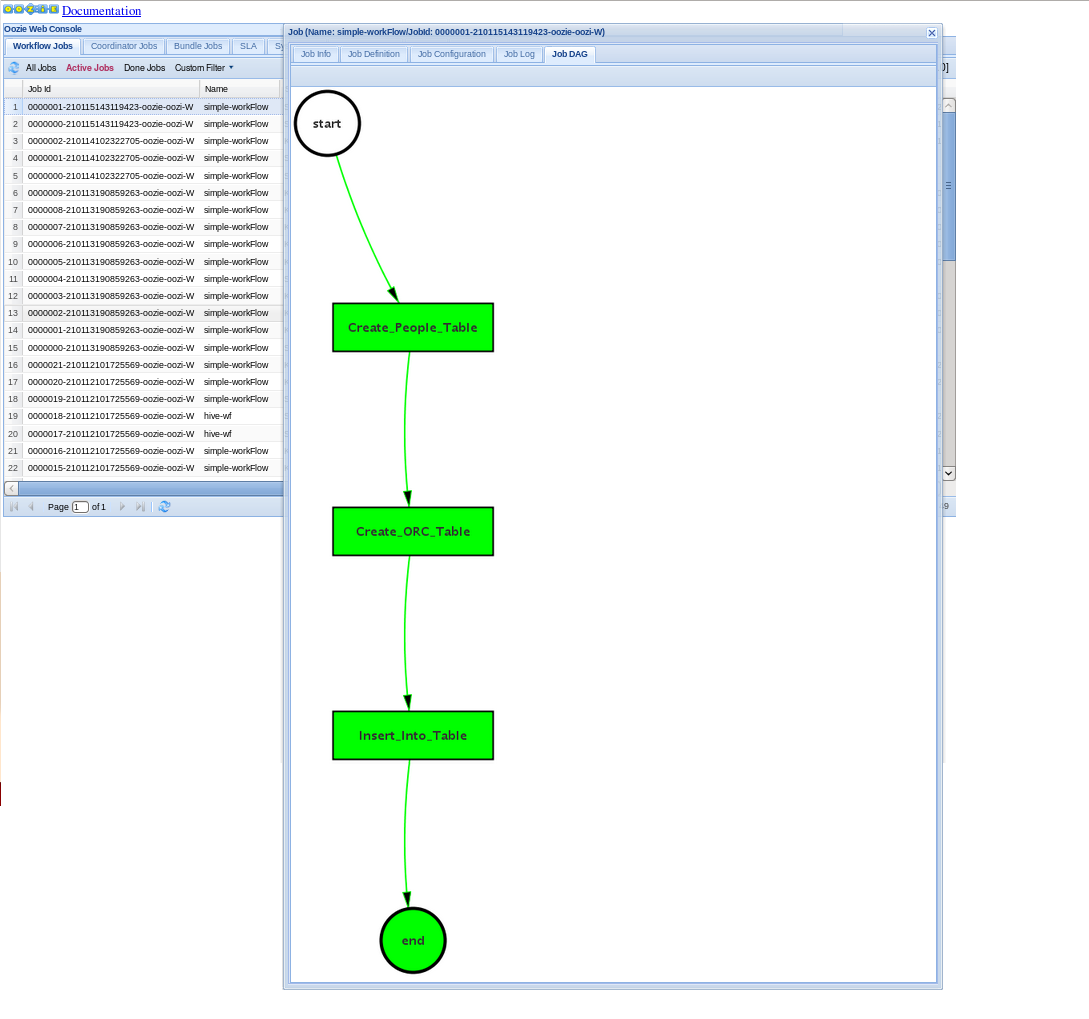 OOZIE Documentation
Oozie Web Console
Workflow Jobs Coordinator Jobs Bundle Jobs SLA
All Jobs Active Jobs Done Jobs Custom Filter
Job Id Name
1 0000001-210115143119423-oozie-oozi-W simple-workFlow
2 0000000-210115143119423-oozie-oozi-W simple-workFlow
3 0000002-210114102322705-oozie-oozi-W simple-workFlow
4 0000001-210114102322705-oozie-oozi-W simple-workFlow
5 0000000-210114102322705-oozie-oozi-W simple-workFlow
6 0000009-210113190859263-oozie-oozi-W simple-workFlow
7 0000008-210113190859263-oozie-oozi-W simple-workFlow
8 0000007-210113190859263-oozie-oozi-W simple-workFlow
9 0000006-210113190859263-oozie-oozi-W simple-workFlow
10 0000005-210113190859263-oozie-oozi-W simple-workFlow
11 0000004-210113190859263-oozie-oozi-W simple-workFlow
12 0000003-210113190859263-oozie-oozi-W simple-workFlow
13 0000002-210113190859263-oozie-oozi-W simple-workFlow
14 0000001-210113190859263-oozie-oozi-W simple-workFlow
15 0000000-210113190859263-oozie-oozi-W simple-workFlow
16 0000021-210112101725569-oozie-oozi-W simple-workFlow
17 0000020-210112101725569-oozie-oozi-W simple-workFlow
18 0000019-210112101725569-oozie-oozi-W simple-workFlow
19 0000018-210112101725569-oozie-oozi-W hive-wf
20 0000017-210112101725569-oozie-oozi-W hive-wf
21 0000016-210112101725569-oozie-oozi-W simple-workFlow
22 0000015-210112101725569-oozie-oozi-W simple-workFlow
Page 1 of 1
Job (Name: simple-workFlow/JobId: 0000001-210115143119423-oozie-oozi-W)
Job Info Job Definition Job Configuration Job Log Job DAG
start
Create_People_Table
Create_ORC_Table
Insert_Into_Table
end